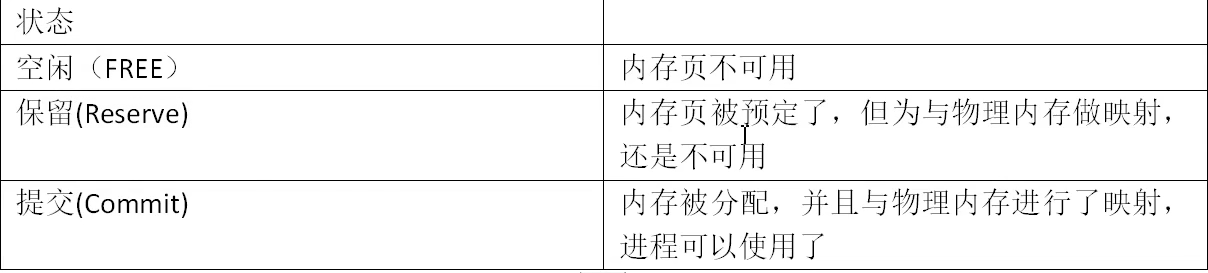 状态
空闲（FREE）
内存页不可用
保留(Reserve)
内存页被预定了，但为与物理内存做映射，
还是不可用
提交(Commit)
内存被分配，并且与物理内存进行了映射，
进程可以使用了